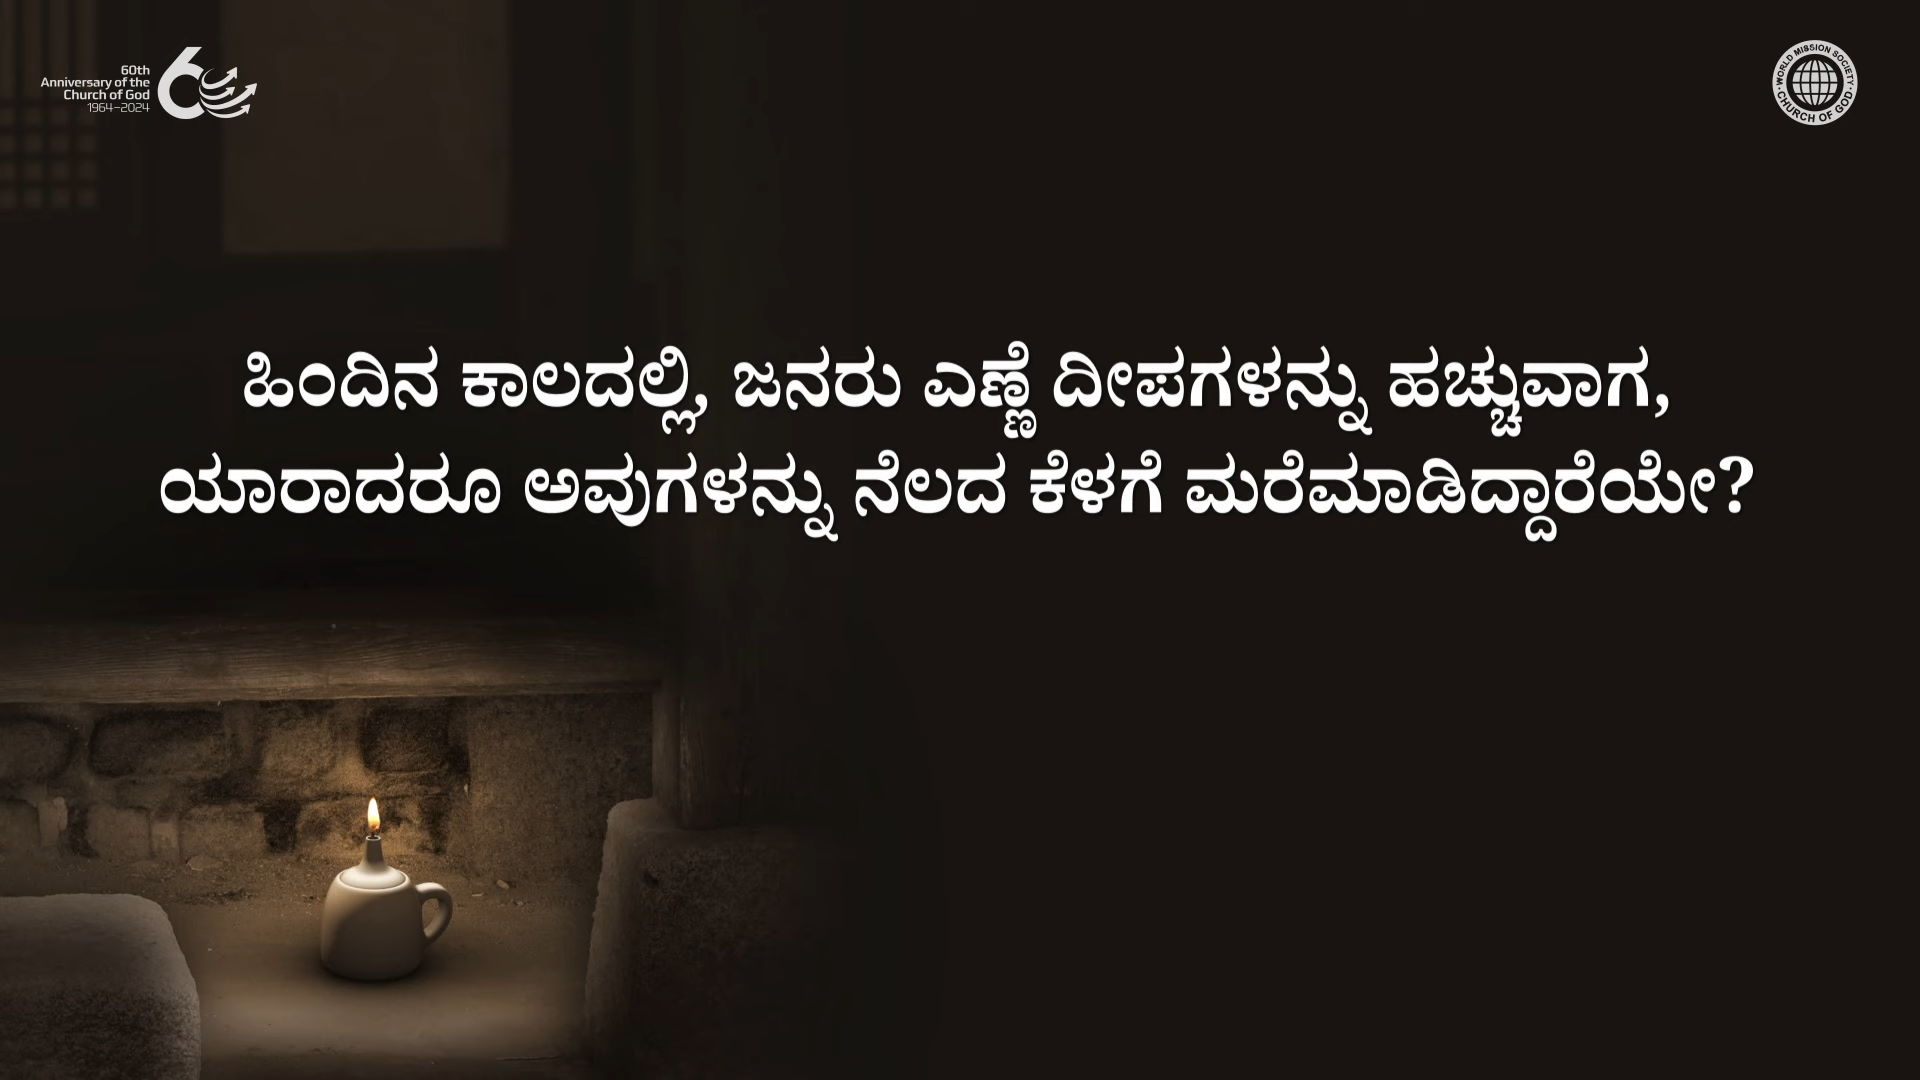 60th
Anniversary of the
Church of God
1964–2024
60
WORLD MISSION SOCIETY
CHURCH OF GOD
ಹಿಂದಿನ ಕಾಲದಲ್ಲಿ, ಜನರು ಎಣ್ಣೆ ದೀಪಗಳನ್ನು ಹಚ್ಚುವಾಗ,
ಯಾರಾದರೂ ಅವುಗಳನ್ನು ನೆಲದ ಕೆಳಗೆ ಮರೆಮಾಡಿದ್ದಾರೆಯೇ?